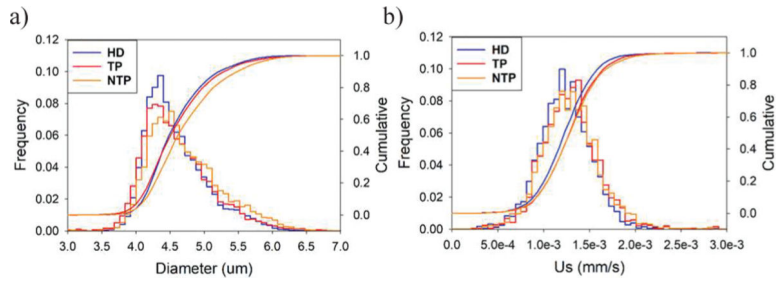 a)
HD
TP
NTP
0.12
0.10
0.08
0.06
0.04
0.02
0.00
Frequency
1.0
0.8
0.6
0.4
0.2
0.0
Cumulative
3.0 3.5 4.0 4.5 5.0 5.5 6.0 6.5 7.0
Diameter (um)
b)
HD
TP
NTP
0.12
0.10
0.08
0.06
0.04
0.02
0.00
Frequency
1.0
0.8
0.6
0.4
0.2
0.0
Cumulative
0.0 5.0e-4 1.0e-3 1.5e-3 2.0e-3 2.5e-3 3.0e-3
Us (mm/s)